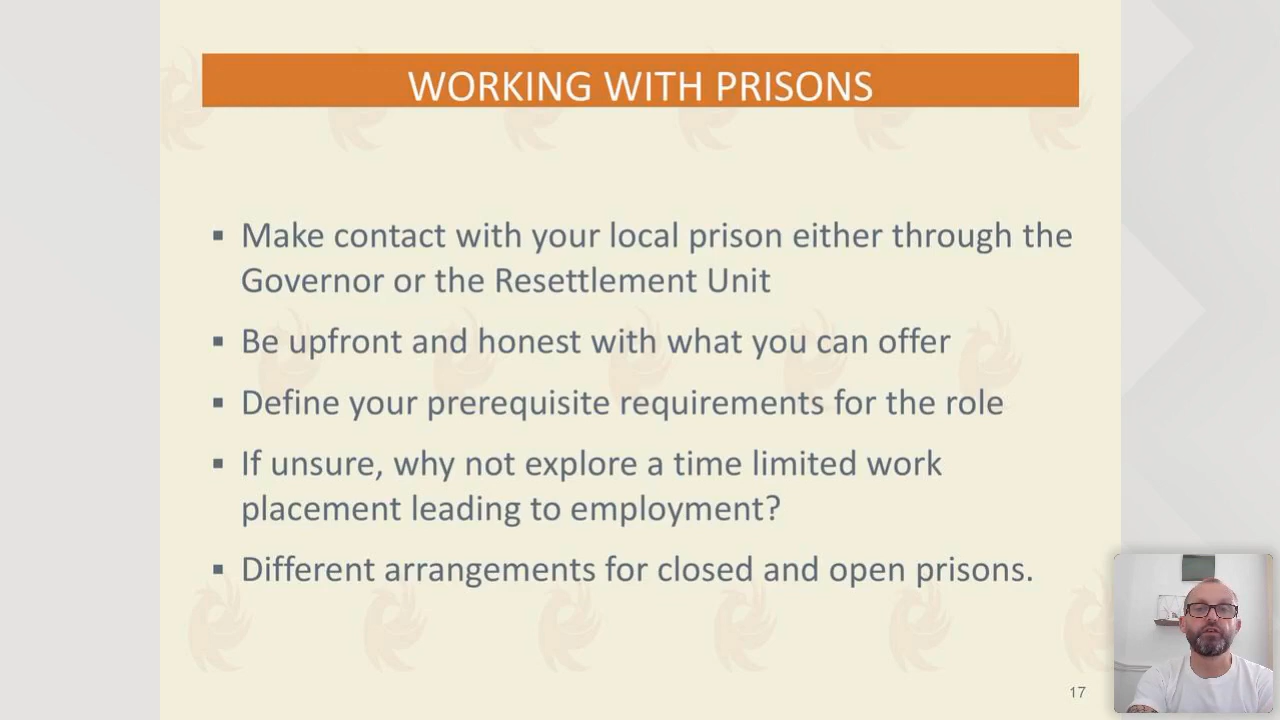 WORKING WITH PRISONS
▪ Make contact with your local prison either through the
Governor or the Resettlement Unit
▪ Be upfront and honest with what you can offer
▪ Define your prerequisite requirements for the role
▪ If unsure, why not explore a time limited work
placement leading to employment?
▪ Different arrangements for closed and open prisons.
17